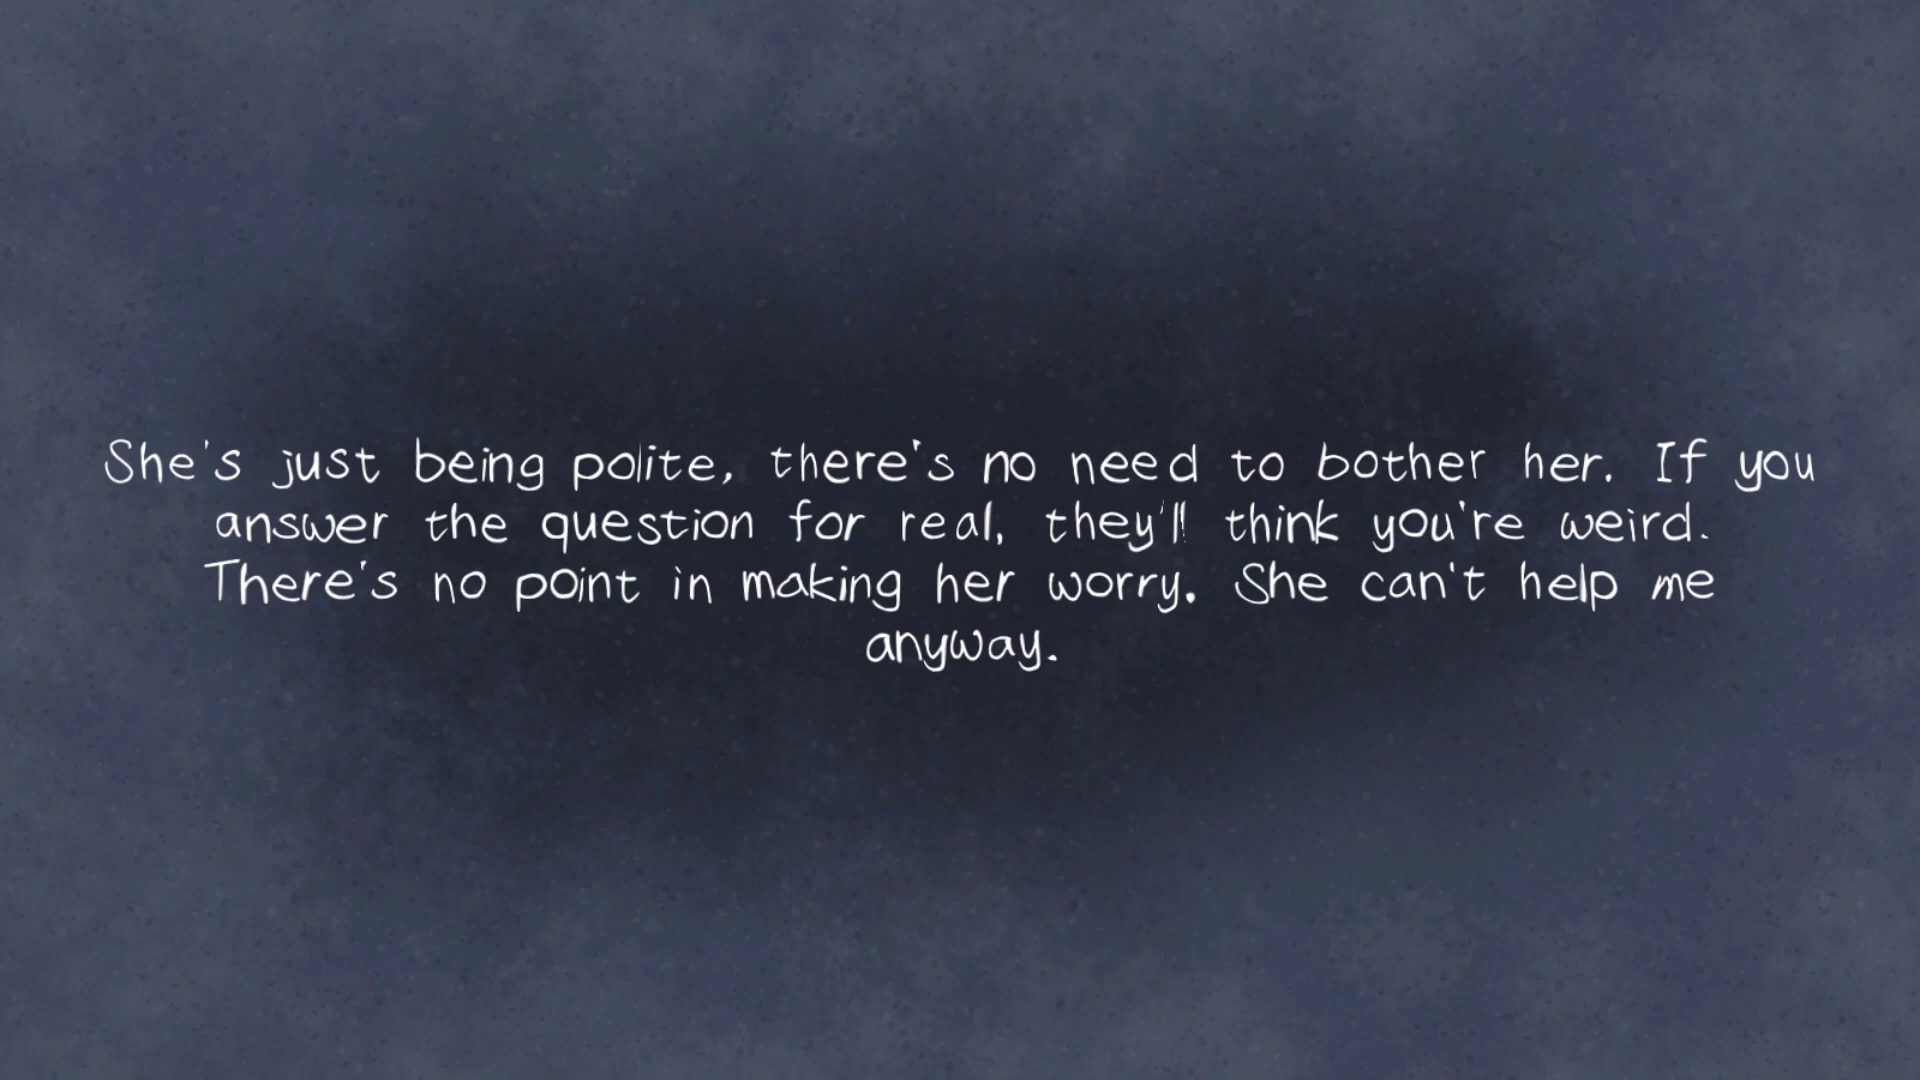 She's just being polite, there's no need to bother her. If you
answer the question for real, they'll think you're weird.
There's no point in making her worry. She can't help me
anyway.